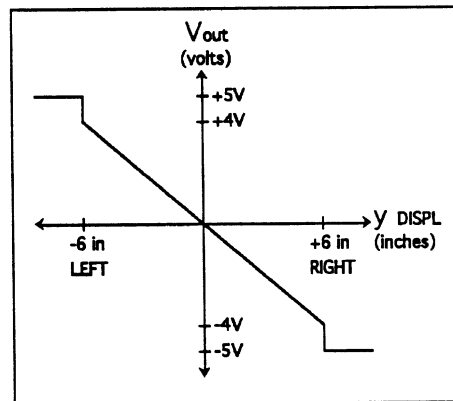 Vout
(volts)
+5V
+4V
y DISPL
(inches)
-6 in
LEFT
+6 in
RIGHT
-4V
-5V